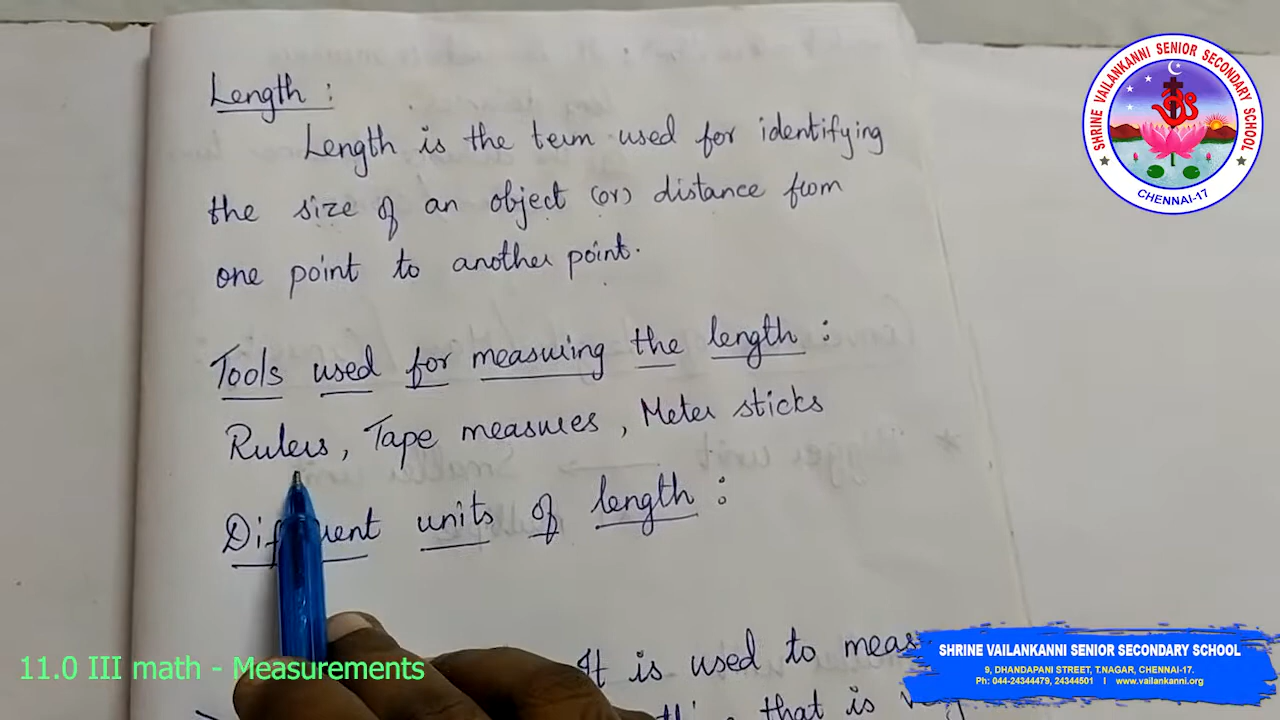 Length :
Length is the term used for identifying
the size of an object (or) distance from
one point to another point.
Tools used for measuring the length :
Rulers, Tape measures, Meter sticks
Different units of length :
It is used to meas
that is
SHRINE VAILANKANNI SENIOR SECONDARY SCHOOL
CHENNAI-17
11.0 III math - Measurements
SHRINE VAILANKANNI SENIOR SECONDARY SCHOOL
9, DHANDAPANI STREET, T.NAGAR, CHENNAI-17.
Ph: 044-24344479, 24344501 I www.vailankanni.org